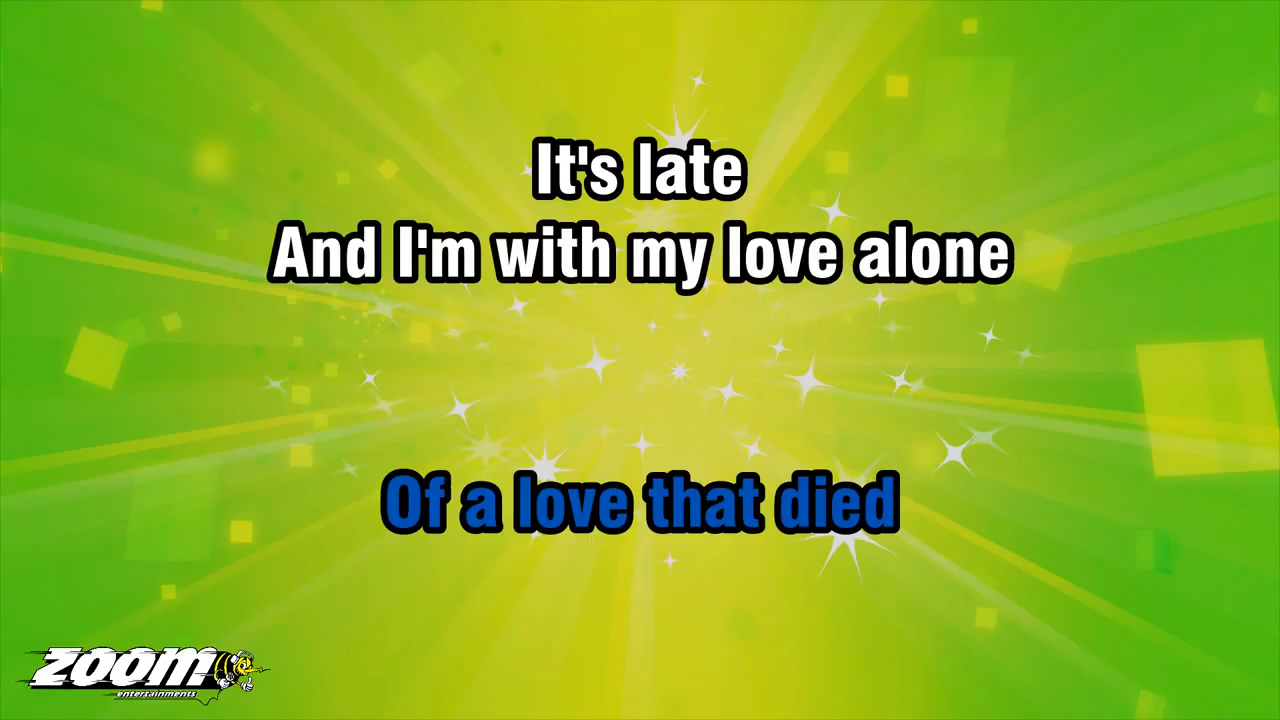 It's late
And I'm with my love alone
Of a love that died
zoom
entertainments